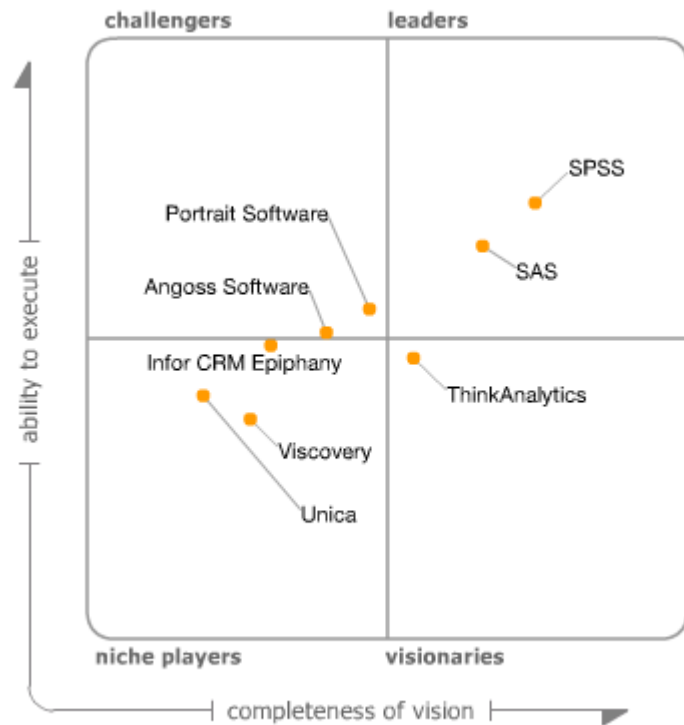 challengers
leaders
SPSS
Portrait Software
SAS
Angoss Software
Infor CRM Epiphany
ThinkAnalytics
Viscovery
Unica
ability to execute
niche players
visionaries
completeness of vision